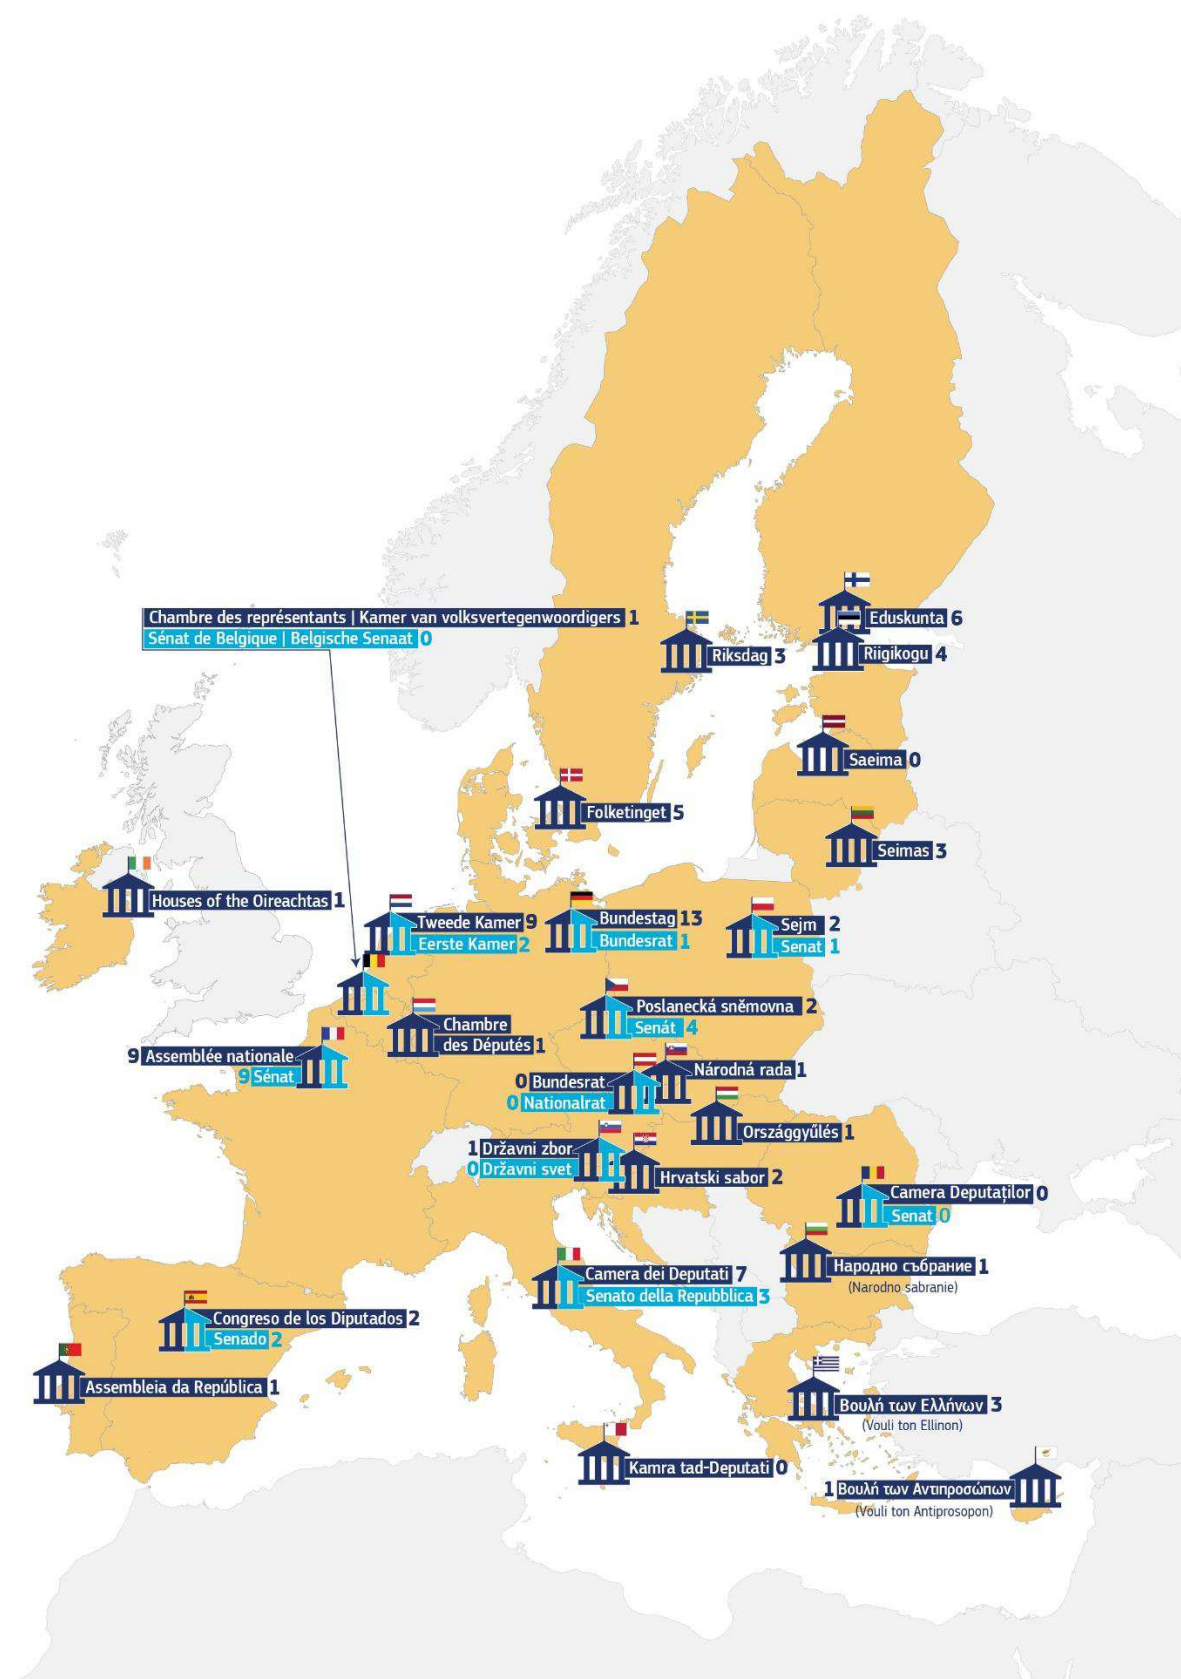 Eduskunta 6
Chambre des représentants | Kamer van volksvertegenwoordigers 1
Sénat de Belgique | Belgische Senaat 0
Riksdag 3
Riigikogu 4
Saeima 0
Folketinget 5
Seimas 3
Houses of the Oireachtas 1
Tweede Kamer 9
Eerste Kamer 2
Bundestag 13
Bundesrat 1
Sejm 2
Senat 1
Poslanecká sněmovna 2
Senát 4
Chambre
des Députés 1
9 Assemblée nationale
9 Sénat
Národná rada 1
0 Bundesrat
0 Nationalrat
Országgyűlés 1
1 Državni zbor
0 Državni svet
Hrvatski sabor 2
Camera Deputaților 0
Senat 0
Народно събрание 1
(Narodno sabranie)
Camera dei Deputati 7
Senato della Repubblica 3
Congreso de los Diputados 2
Senado 2
Assembleia da República 1
Βουλή των Ελλήνων 3
(Vouli ton Ellinon)
Kamra tad-Deputati 0
1 Βουλή των Αντιπροσώπων
(Vouli ton Antiprosopon)